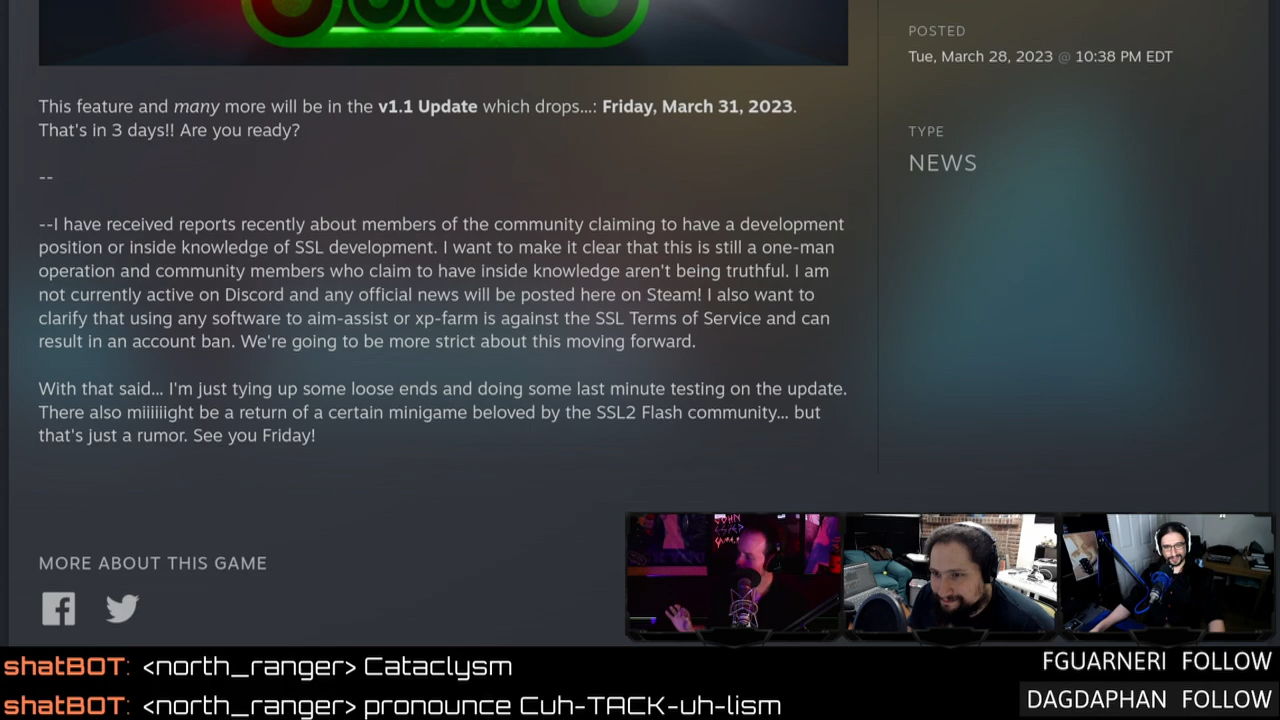 POSTED
Tue, March 28, 2023 @ 10:38 PM EDT
This feature and many more will be in the v1.1 Update which drops...: Friday, March 31, 2023.
That's in 3 days!! Are you ready?
TYPE
NEWS
--
--I have received reports recently about members of the community claiming to have a development
position or inside knowledge of SSL development. I want to make it clear that this is still a one-man
operation and community members who claim to have inside knowledge aren't being truthful. I am
not currently active on Discord and any official news will be posted here on Steam! I also want to
clarify that using any software to aim-assist or xp-farm is against the SSL Terms of Service and can
result in an account ban. We're going to be more strict about this moving forward.
With that said... I'm just tying up some loose ends and doing some last minute testing on the update.
There also miiiiiight be a return of a certain minigame beloved by the SSL2 Flash community... but
that's just a rumor. See you Friday!
MORE ABOUT THIS GAME
JOHN
shatBOT: <north_ranger> Cataclysm
shatBOT: <north_ranger> pronounce Cuh-TACK-uh-lism
FGUARNERI FOLLOW
DAGDAPHAN FOLLOW